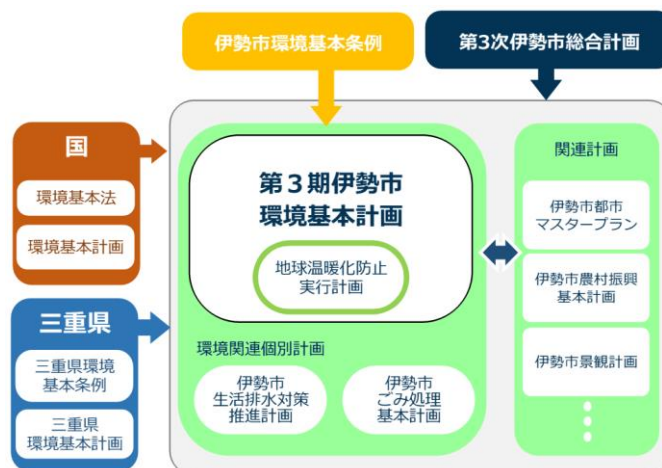 伊勢市環境基本条例
第3次伊勢市総合計画
国
環境基本法
環境基本計画
三重県
三重県環境
基本条例
三重県
環境基本計画
第3期伊勢市
環境基本計画
地球温暖化防止
実行計画
環境関連個別計画
伊勢市
生活排水対策
推進計画
伊勢市
ごみ処理
基本計画
関連計画
伊勢市都市
マスタープラン
伊勢市農村振興
基本計画
伊勢市景観計画